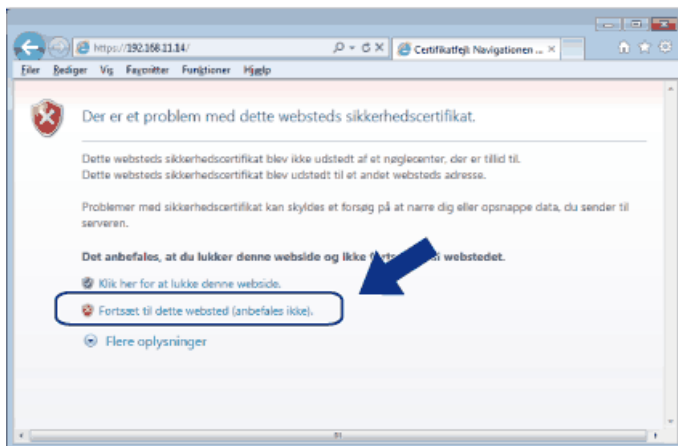 https://192.168.11.14/
Certifikatfejl: Navigationen ...
Filer Rediger Vis Favoritter Funktioner Hjælp
Der er et problem med dette websteds sikkerhedscertifikat.
Dette websteds sikkerhedscertifikat blev ikke udstedt af et nøglecenter, der er tillid til.
Dette websteds sikkerhedscertifikat blev udstedt til et andet websteds adresse.
Problemer med sikkerhedscertifikat kan skyldes et forsøg på at narre dig eller opsnappe data, du sender til
serveren.
Det anbefales, at du lukker denne webside og ikke webstedet.
Klik her for at lukke denne webside.
Fortsæt til dette websted (anbefales ikke).
Flere oplysninger